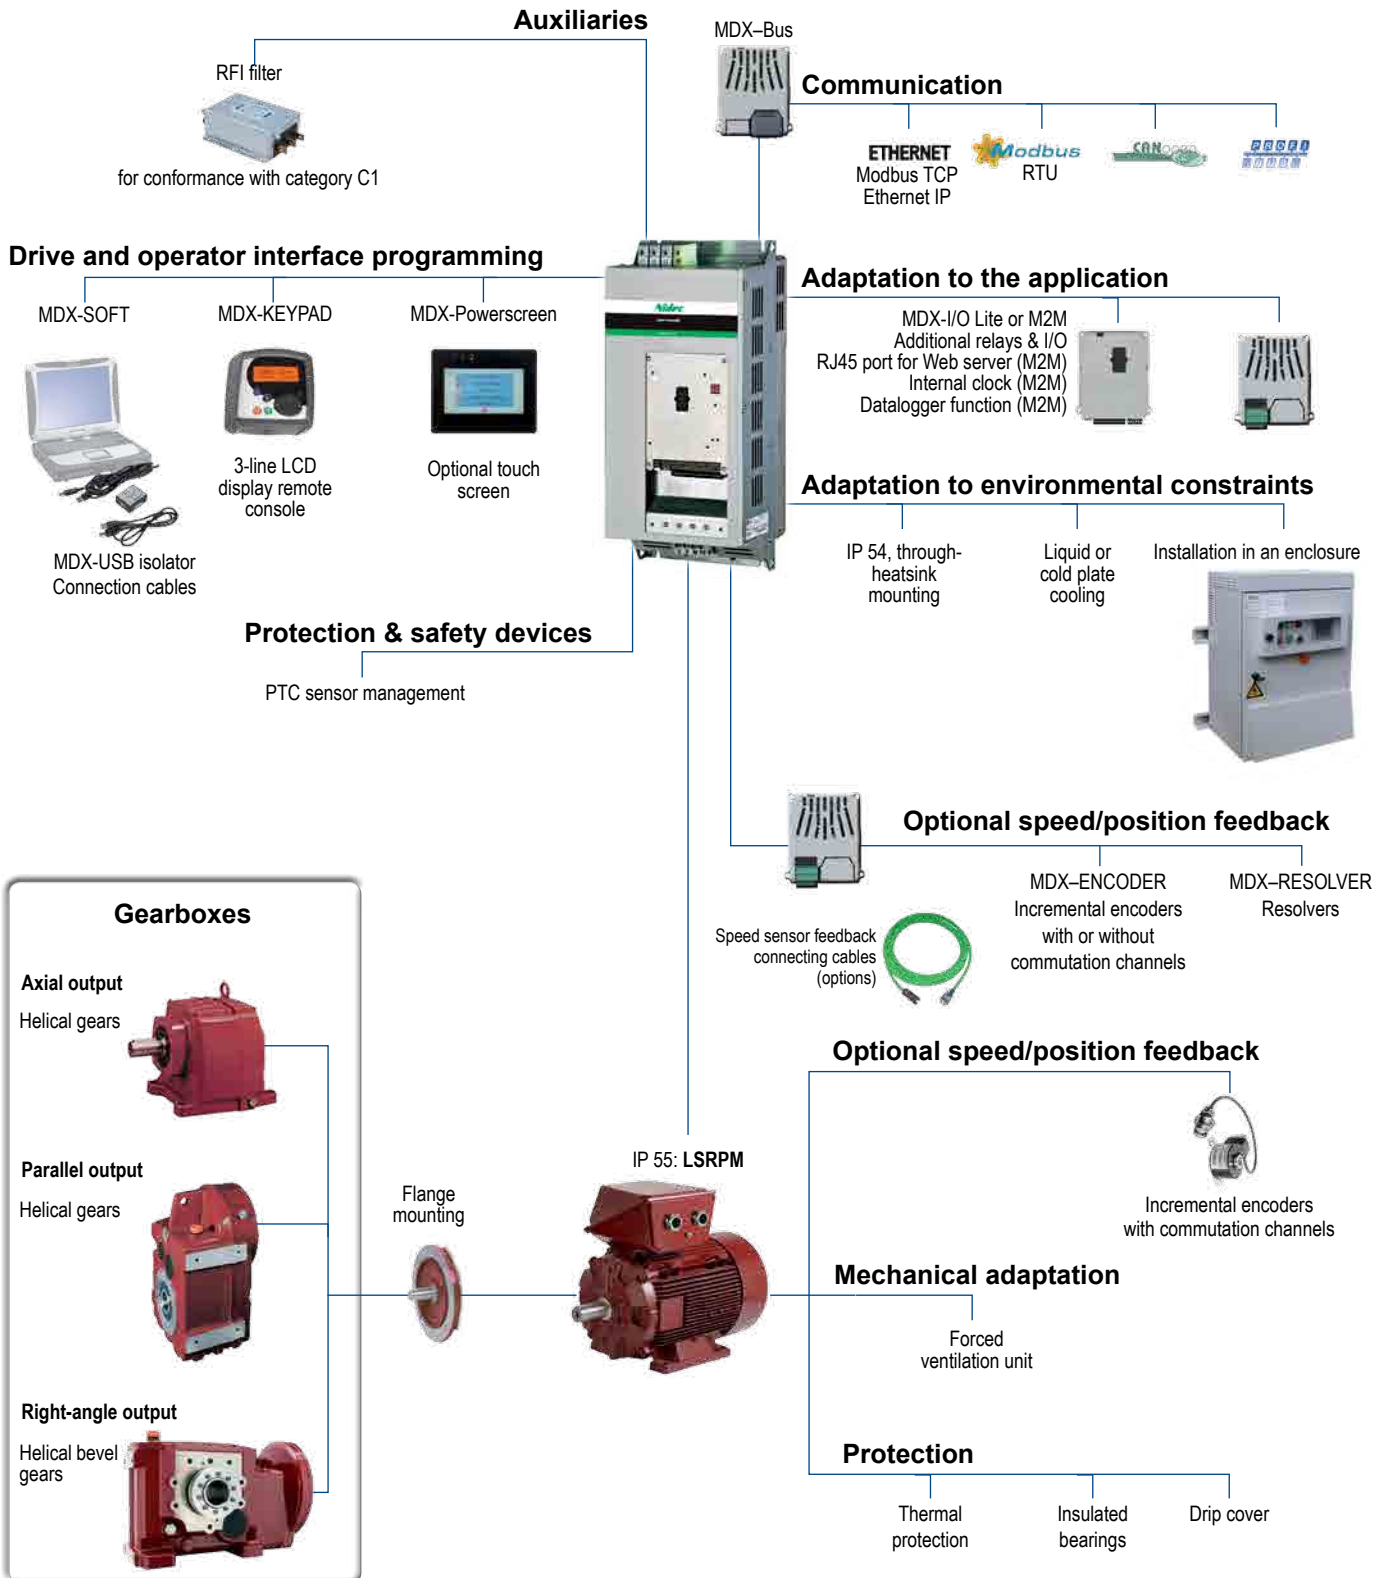 Auxiliaries
RFI filter
for conformance with category C1
MDX–Bus
Communication
ETHERNET
Modbus TCP
Ethernet IP
Modbus
RTU
CANopen
PROFI
BUS
Drive and operator interface programming
MDX-SOFT
MDX-USB isolator
Connection cables
MDX-KEYPAD
3-line LCD
display remote
console
MDX-Powerscreen
Optional touch
screen
Nidec
Adaptation to the application
MDX-I/O Lite or M2M
Additional relays & I/O
RJ45 port for Web server (M2M)
Internal clock (M2M)
Datalogger function (M2M)
Adaptation to environmental constraints
IP 54, through-
heatsink
mounting
Liquid or
cold plate
cooling
Installation in an enclosure
Protection & safety devices
PTC sensor management
Optional speed/position feedback
MDX–ENCODER
Incremental encoders
with or without
commutation channels
MDX–RESOLVER
Resolvers
Speed sensor feedback
connecting cables
(options)
Gearboxes
Axial output
Helical gears
Parallel output
Helical gears
Right-angle output
Helical bevel
gears
Flange
mounting
IP 55: LSRPM
Optional speed/position feedback
Incremental encoders
with commutation channels
Mechanical adaptation
Forced
ventilation unit
Protection
Thermal
protection
Insulated
bearings
Drip cover